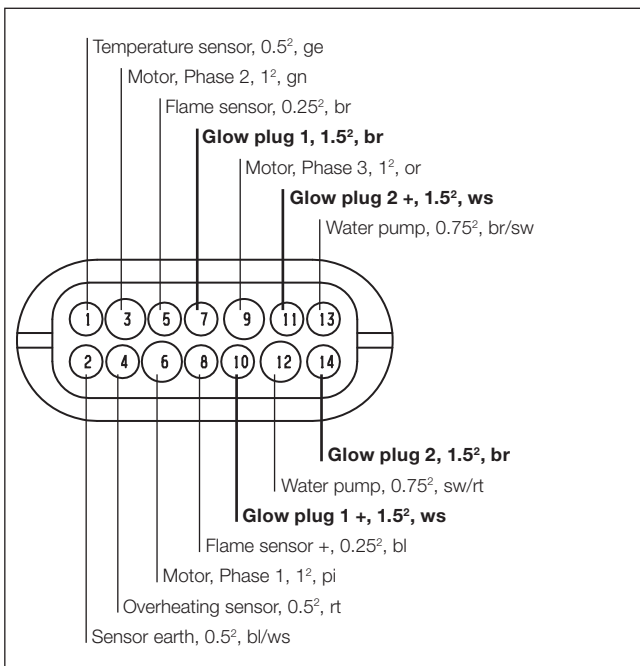 Temperature sensor, 0.5², ge
Motor, Phase 2, 1², gn
Flame sensor, 0.25², br
Glow plug 1, 1.5², br
Motor, Phase 3, 1², or
Glow plug 2 +, 1.5², ws
Water pump, 0.75², br/sw
1 3 5 7 9 11 13
2 4 6 8 10 12 14
Glow plug 2, 1.5², br
Water pump, 0.75², sw/rt
Glow plug 1 +, 1.5², ws
Flame sensor +, 0.25², bl
Motor, Phase 1, 1², pi
Overheating sensor, 0.5², rt
Sensor earth, 0.5², bl/ws